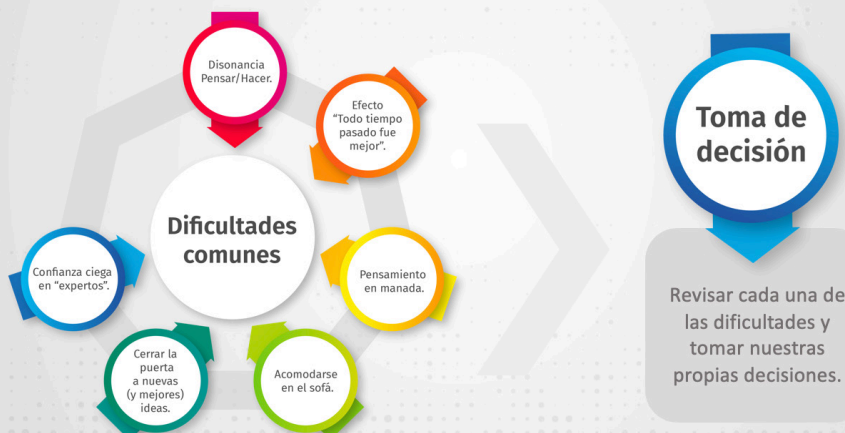 Disonancia
Pensar/Hacer.
Efecto
“Todo tiempo
pasado fue
mejor”.
Dificultades
comunes
Pensamiento
en manada.
Acomodarse
en el sofá.
Cerrar la
puerta
a nuevas
(y mejores)
ideas.
Confianza ciega
en “expertos”.
Toma de
decisión
Revisar cada una de
las dificultades y
tomar nuestras
propias decisiones.